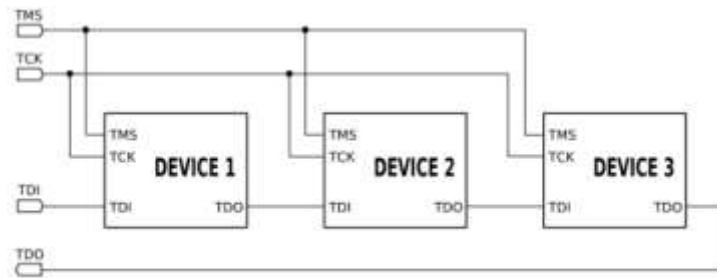 TMS
TCK
TMS
TCK
DEVICE 1
TDI
TDO
TMS
TCK
DEVICE 2
TDI
TDO
TMS
TCK
DEVICE 3
TDI
TDO
TDI
TDO